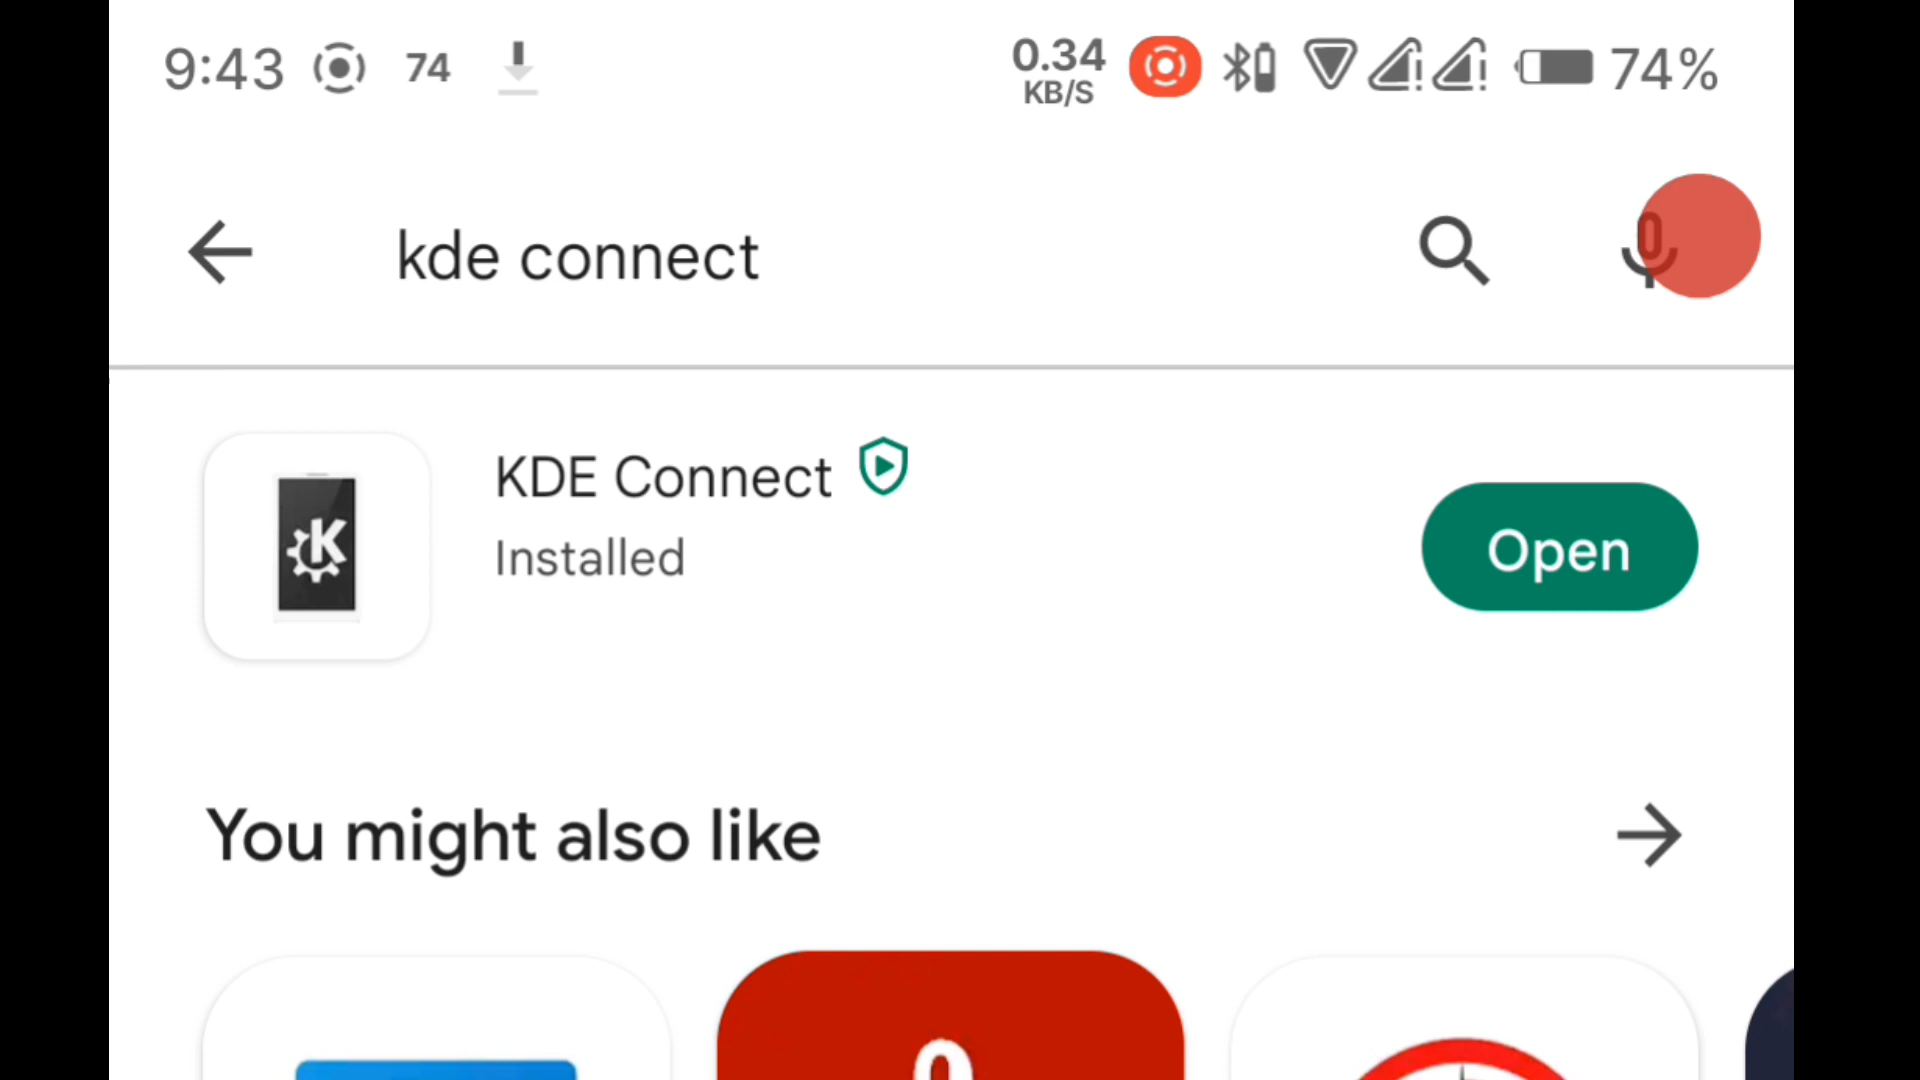 9:43 74 0.34 KB/S 74%
kde connect
KDE Connect
Installed
Open
You might also like